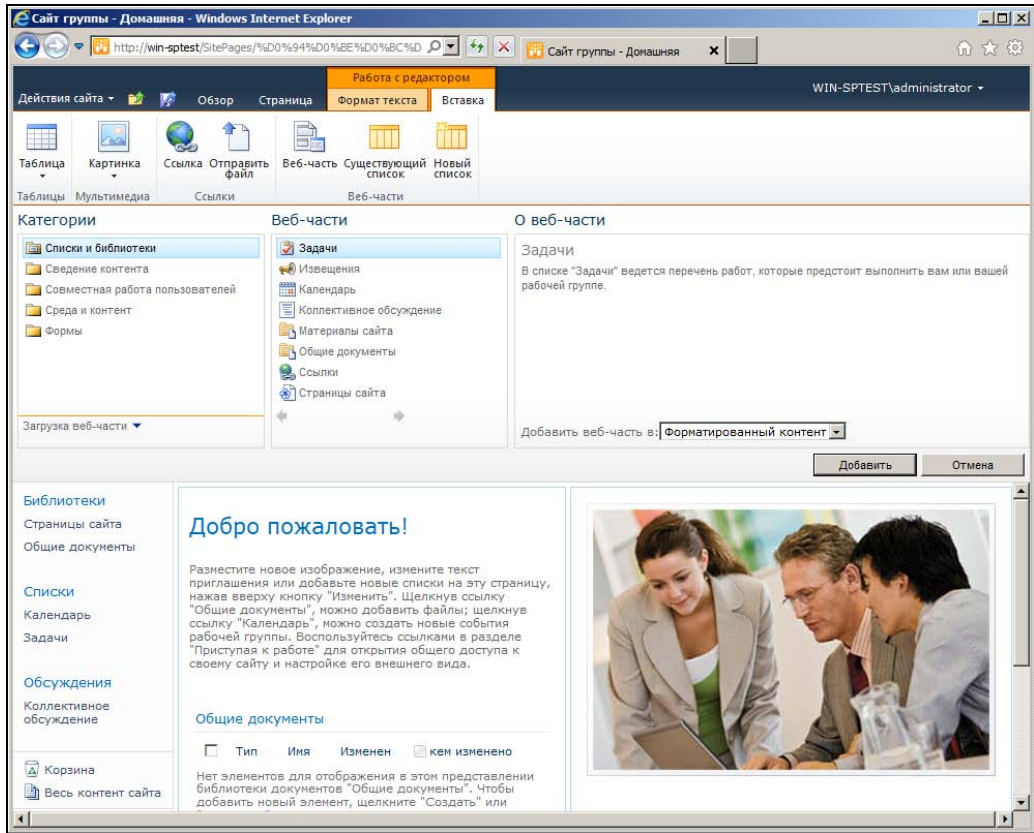 Сайт группы - Домашняя - Windows Internet Explorer
http://win-sptest/SitePages/%D0%94%D0%BE%D0%BC%D
Сайт группы - Домашняя
Работа с редактором
WIN-SPTEST\administrator
Действия сайта
Обзор
Страница
Формат текста
Вставка
Таблица
Картинка
Ссылка
Отправить файл
Веб-часть
Существующий список
Новый список
Таблицы
Мультимедиа
Ссылки
Веб-части
Категории
Списки и библиотеки
Сведение контента
Совместная работа пользователей
Среда и контент
Формы
Загрузка веб-части
Веб-части
Задачи
Извещения
Календарь
Коллективное обсуждение
Материалы сайта
Общие документы
Ссылки
Страницы сайта
О веб-части
Задачи
В списке "Задачи" ведется перечень работ, которые предстоит выполнить вам или вашей
рабочей группе.
Добавить веб-часть в: Форматированный контент
Добавить
Отмена
Библиотеки
Страницы сайта
Общие документы
Списки
Календарь
Задачи
Обсуждения
Коллективное
обсуждение
Корзина
Весь контент сайта
Добро пожаловать!
Разместите новое изображение, измените текст
приглашения или добавьте новые списки на эту страницу,
нажав вверху кнопку "Изменить". Щелкнув ссылку
"Общие документы", можно добавить файлы; щелкнув
ссылку "Календарь", можно создать новые события
рабочей группы. Воспользуйтесь ссылками в разделе
"Приступая к работе" для открытия общего доступа к
своему сайту и настройке его внешнего вида.
Общие документы
Тип
Имя
Изменен
кем изменено
Нет элементов для отображения в этом представлении
библиотеки документов "Общие документы". Чтобы
добавить новый элемент, щелкните "Создать" или